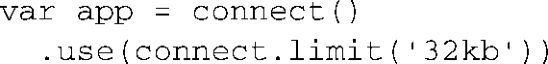 var app = connect()
  .use(connect.limit('32kb'))